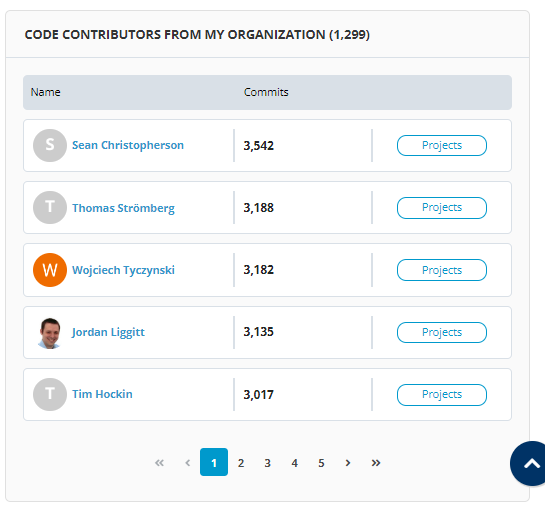 CODE CONTRIBUTORS FROM MY ORGANIZATION (1,299)
Name Commits
S Sean Christopherson 3,542 Projects
T Thomas Strömberg 3,188 Projects
W Wojciech Tyczynski 3,182 Projects
Jordan Liggitt 3,135 Projects
T Tim Hockin 3,017 Projects
« ‹ 1 2 3 4 5 › »